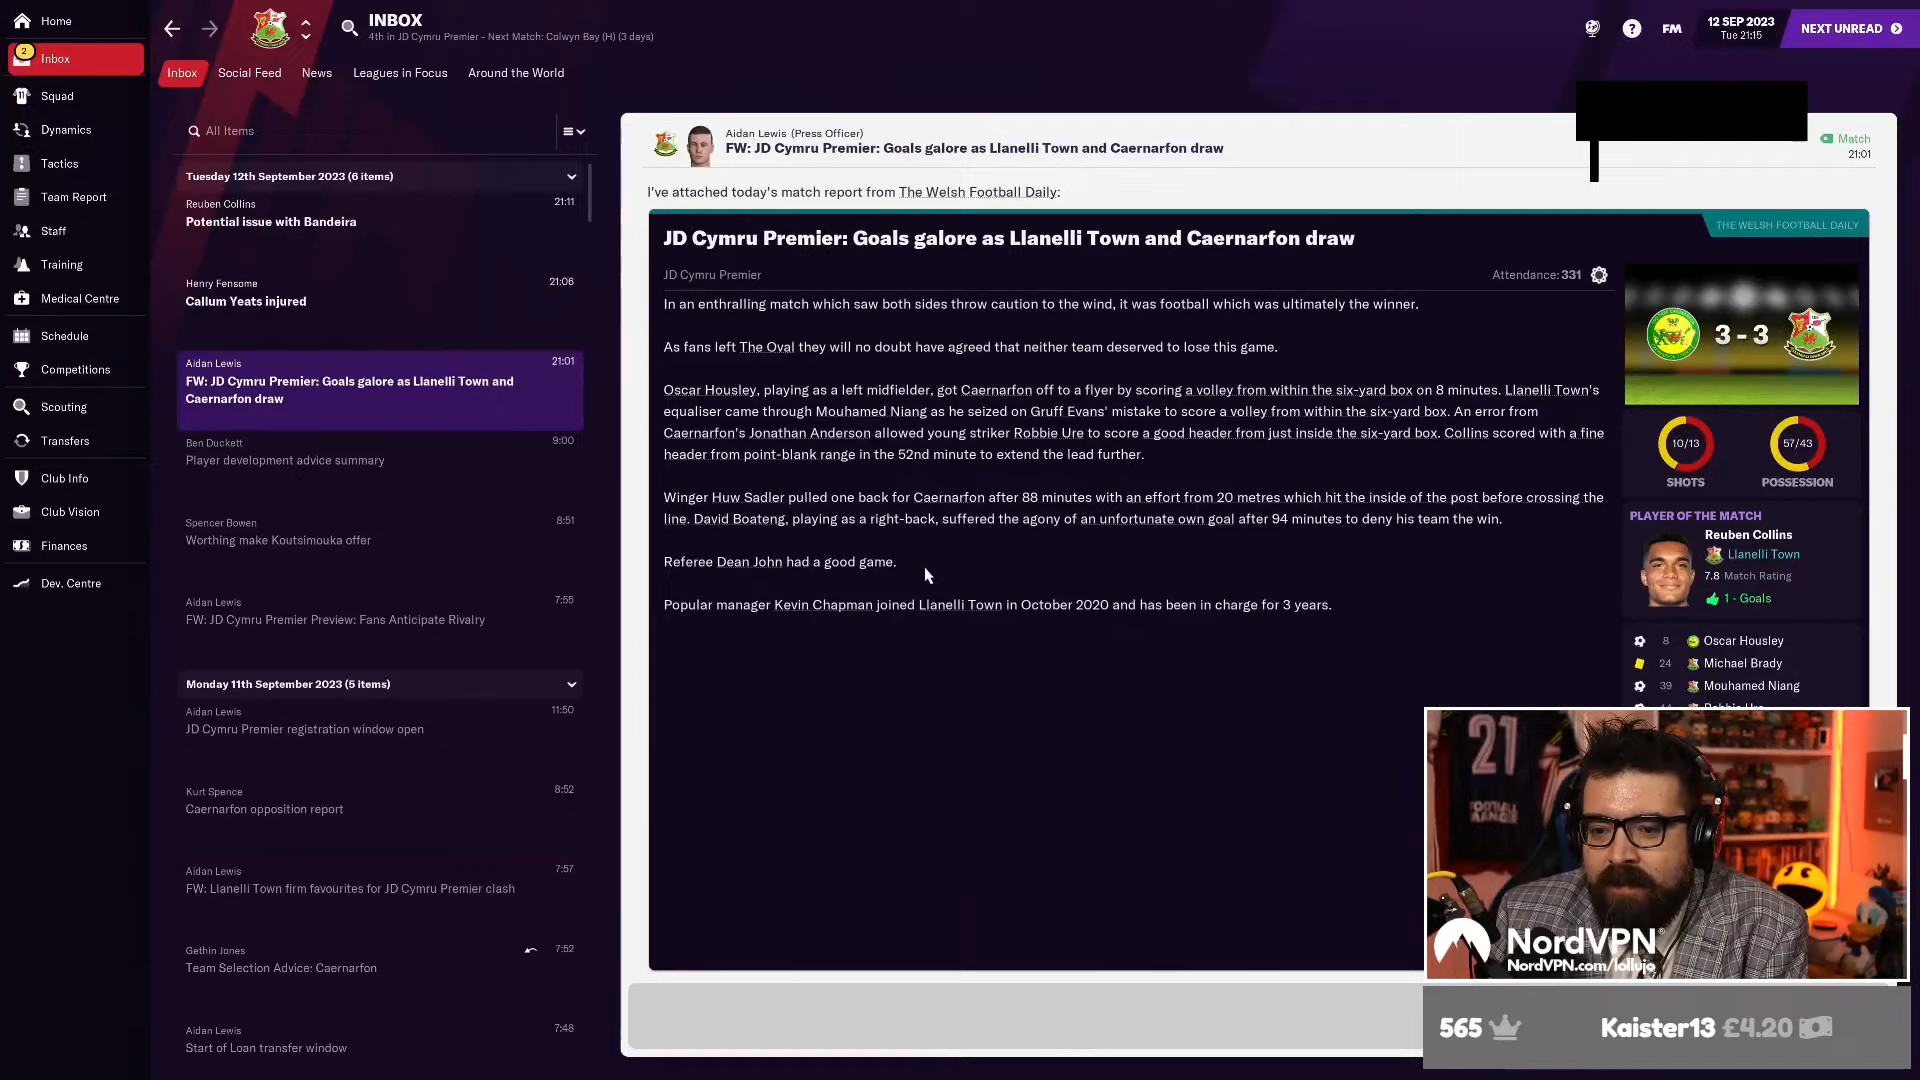 Home
2
Inbox
Squad
Dynamics
Tactics
Team Report
Staff
Training
Medical Centre
Schedule
Competitions
Scouting
Transfers
Club Info
Club Vision
Finances
Dev. Centre
INBOX
4th in JD Cymru Premier - Next Match: Colwyn Bay (H) (3 days)
?
FM
12 SEP 2023
Tue 21:15
NEXT UNREAD
Inbox Social Feed News Leagues in Focus Around the World
All Items
Tuesday 12th September 2023 (6 items)
Reuben Collins 21:11
Potential issue with Bandeira
Henry Fensome 21:06
Callum Yeats injured
Aidan Lewis 21:01
FW: JD Cymru Premier: Goals galore as Llanelli Town and
Caernarfon draw
Ben Duckett 9:00
Player development advice summary
Spencer Bowen 8:51
Worthing make Koutsimouka offer
Aidan Lewis 7:55
FW: JD Cymru Premier Preview: Fans Anticipate Rivalry
Monday 11th September 2023 (5 items)
Aidan Lewis 11:50
JD Cymru Premier registration window open
Kurt Spence 8:52
Caernarfon opposition report
Aidan Lewis 7:57
FW: Llanelli Town firm favourites for JD Cymru Premier clash
Gethin Jones 7:52
Team Selection Advice: Caernarfon
Aidan Lewis 7:48
Start of Loan transfer window
Aidan Lewis (Press Officer)
FW: JD Cymru Premier: Goals galore as Llanelli Town and Caernarfon draw
Match
21:01
I've attached today's match report from The Welsh Football Daily:
JD Cymru Premier: Goals galore as Llanelli Town and Caernarfon draw
THE WELSH FOOTBALL DAILY
JD Cymru Premier Attendance: 331
In an enthralling match which saw both sides throw caution to the wind, it was football which was ultimately the winner.
As fans left The Oval they will no doubt have agreed that neither team deserved to lose this game.
Oscar Housley, playing as a left midfielder, got Caernarfon off to a flyer by scoring a volley from within the six-yard box on 8 minutes. Llanelli Town's
equaliser came through Mouhamed Niang as he seized on Gruff Evans' mistake to score a volley from within the six-yard box. An error from
Caernarfon's Jonathan Anderson allowed young striker Robbie Ure to score a good header from just inside the six-yard box. Collins scored with a fine
header from point-blank range in the 52nd minute to extend the lead further.
Winger Huw Sadler pulled one back for Caernarfon after 88 minutes with an effort from 20 metres which hit the inside of the post before crossing the
line. David Boateng, playing as a right-back, suffered the agony of an unfortunate own goal after 94 minutes to deny his team the win.
Referee Dean John had a good game.
Popular manager Kevin Chapman joined Llanelli Town in October 2020 and has been in charge for 3 years.
3 - 3
10/13
SHOTS
57/43
POSSESSION
PLAYER OF THE MATCH
Reuben Collins
Llanelli Town
7.8 Match Rating
1 - Goals
8 Oscar Housley
24 Michael Brady
39 Mouhamed Niang
21
FOOTBALL
NordVPN
NordVPN.com/lollujo
565 Kaister13 £4.20